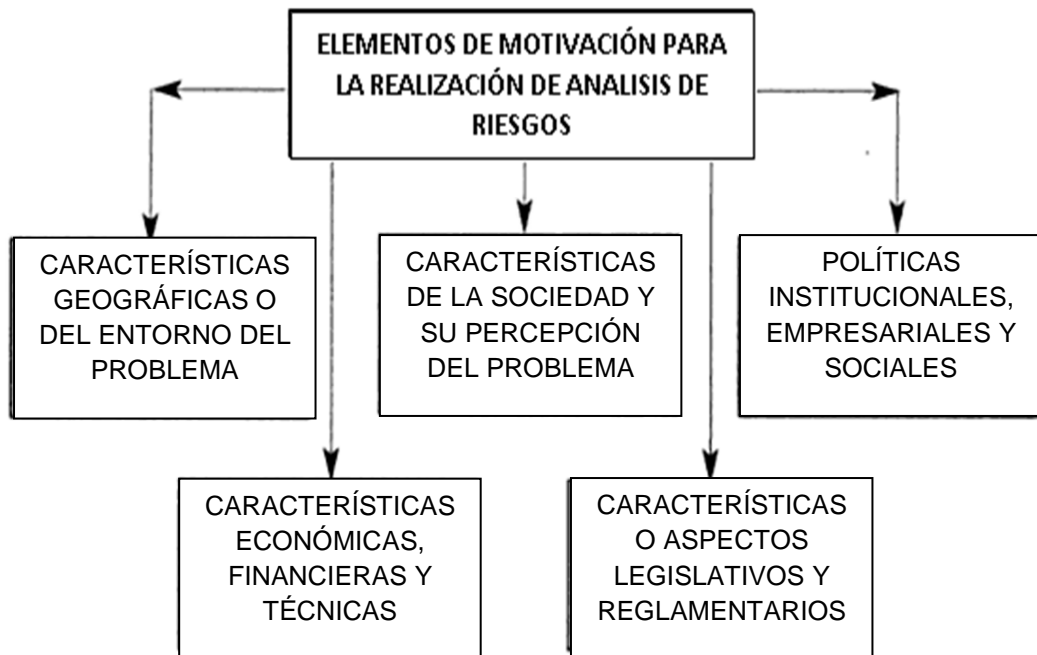 ELEMENTOS DE MOTIVACIÓN PARA
LA REALIZACIÓN DE ANALISIS DE
RIESGOS
CARACTERÍSTICAS
GEOGRÁFICAS O
DEL ENTORNO DEL
PROBLEMA
CARACTERÍSTICAS
DE LA SOCIEDAD Y
SU PERCEPCIÓN
DEL PROBLEMA
POLÍTICAS
INSTITUCIONALES,
EMPRESARIALES Y
SOCIALES
CARACTERÍSTICAS
ECONÓMICAS,
FINANCIERAS Y
TÉCNICAS
CARACTERÍSTICAS
O ASPECTOS
LEGISLATIVOS Y
REGLAMENTARIOS